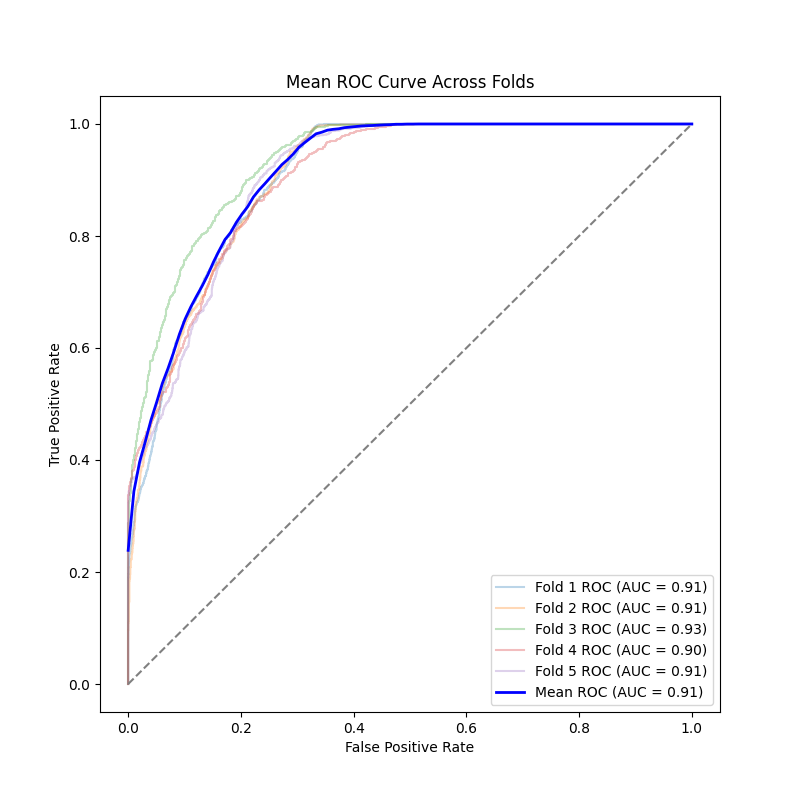 Mean ROC Curve Across Folds
True Positive Rate
1.0
0.8
0.6
0.4
0.2
0.0
Fold 1 ROC (AUC = 0.91)
Fold 2 ROC (AUC = 0.91)
Fold 3 ROC (AUC = 0.93)
Fold 4 ROC (AUC = 0.90)
Fold 5 ROC (AUC = 0.91)
Mean ROC (AUC = 0.91)
0.0 0.2 0.4 0.6 0.8 1.0
False Positive Rate